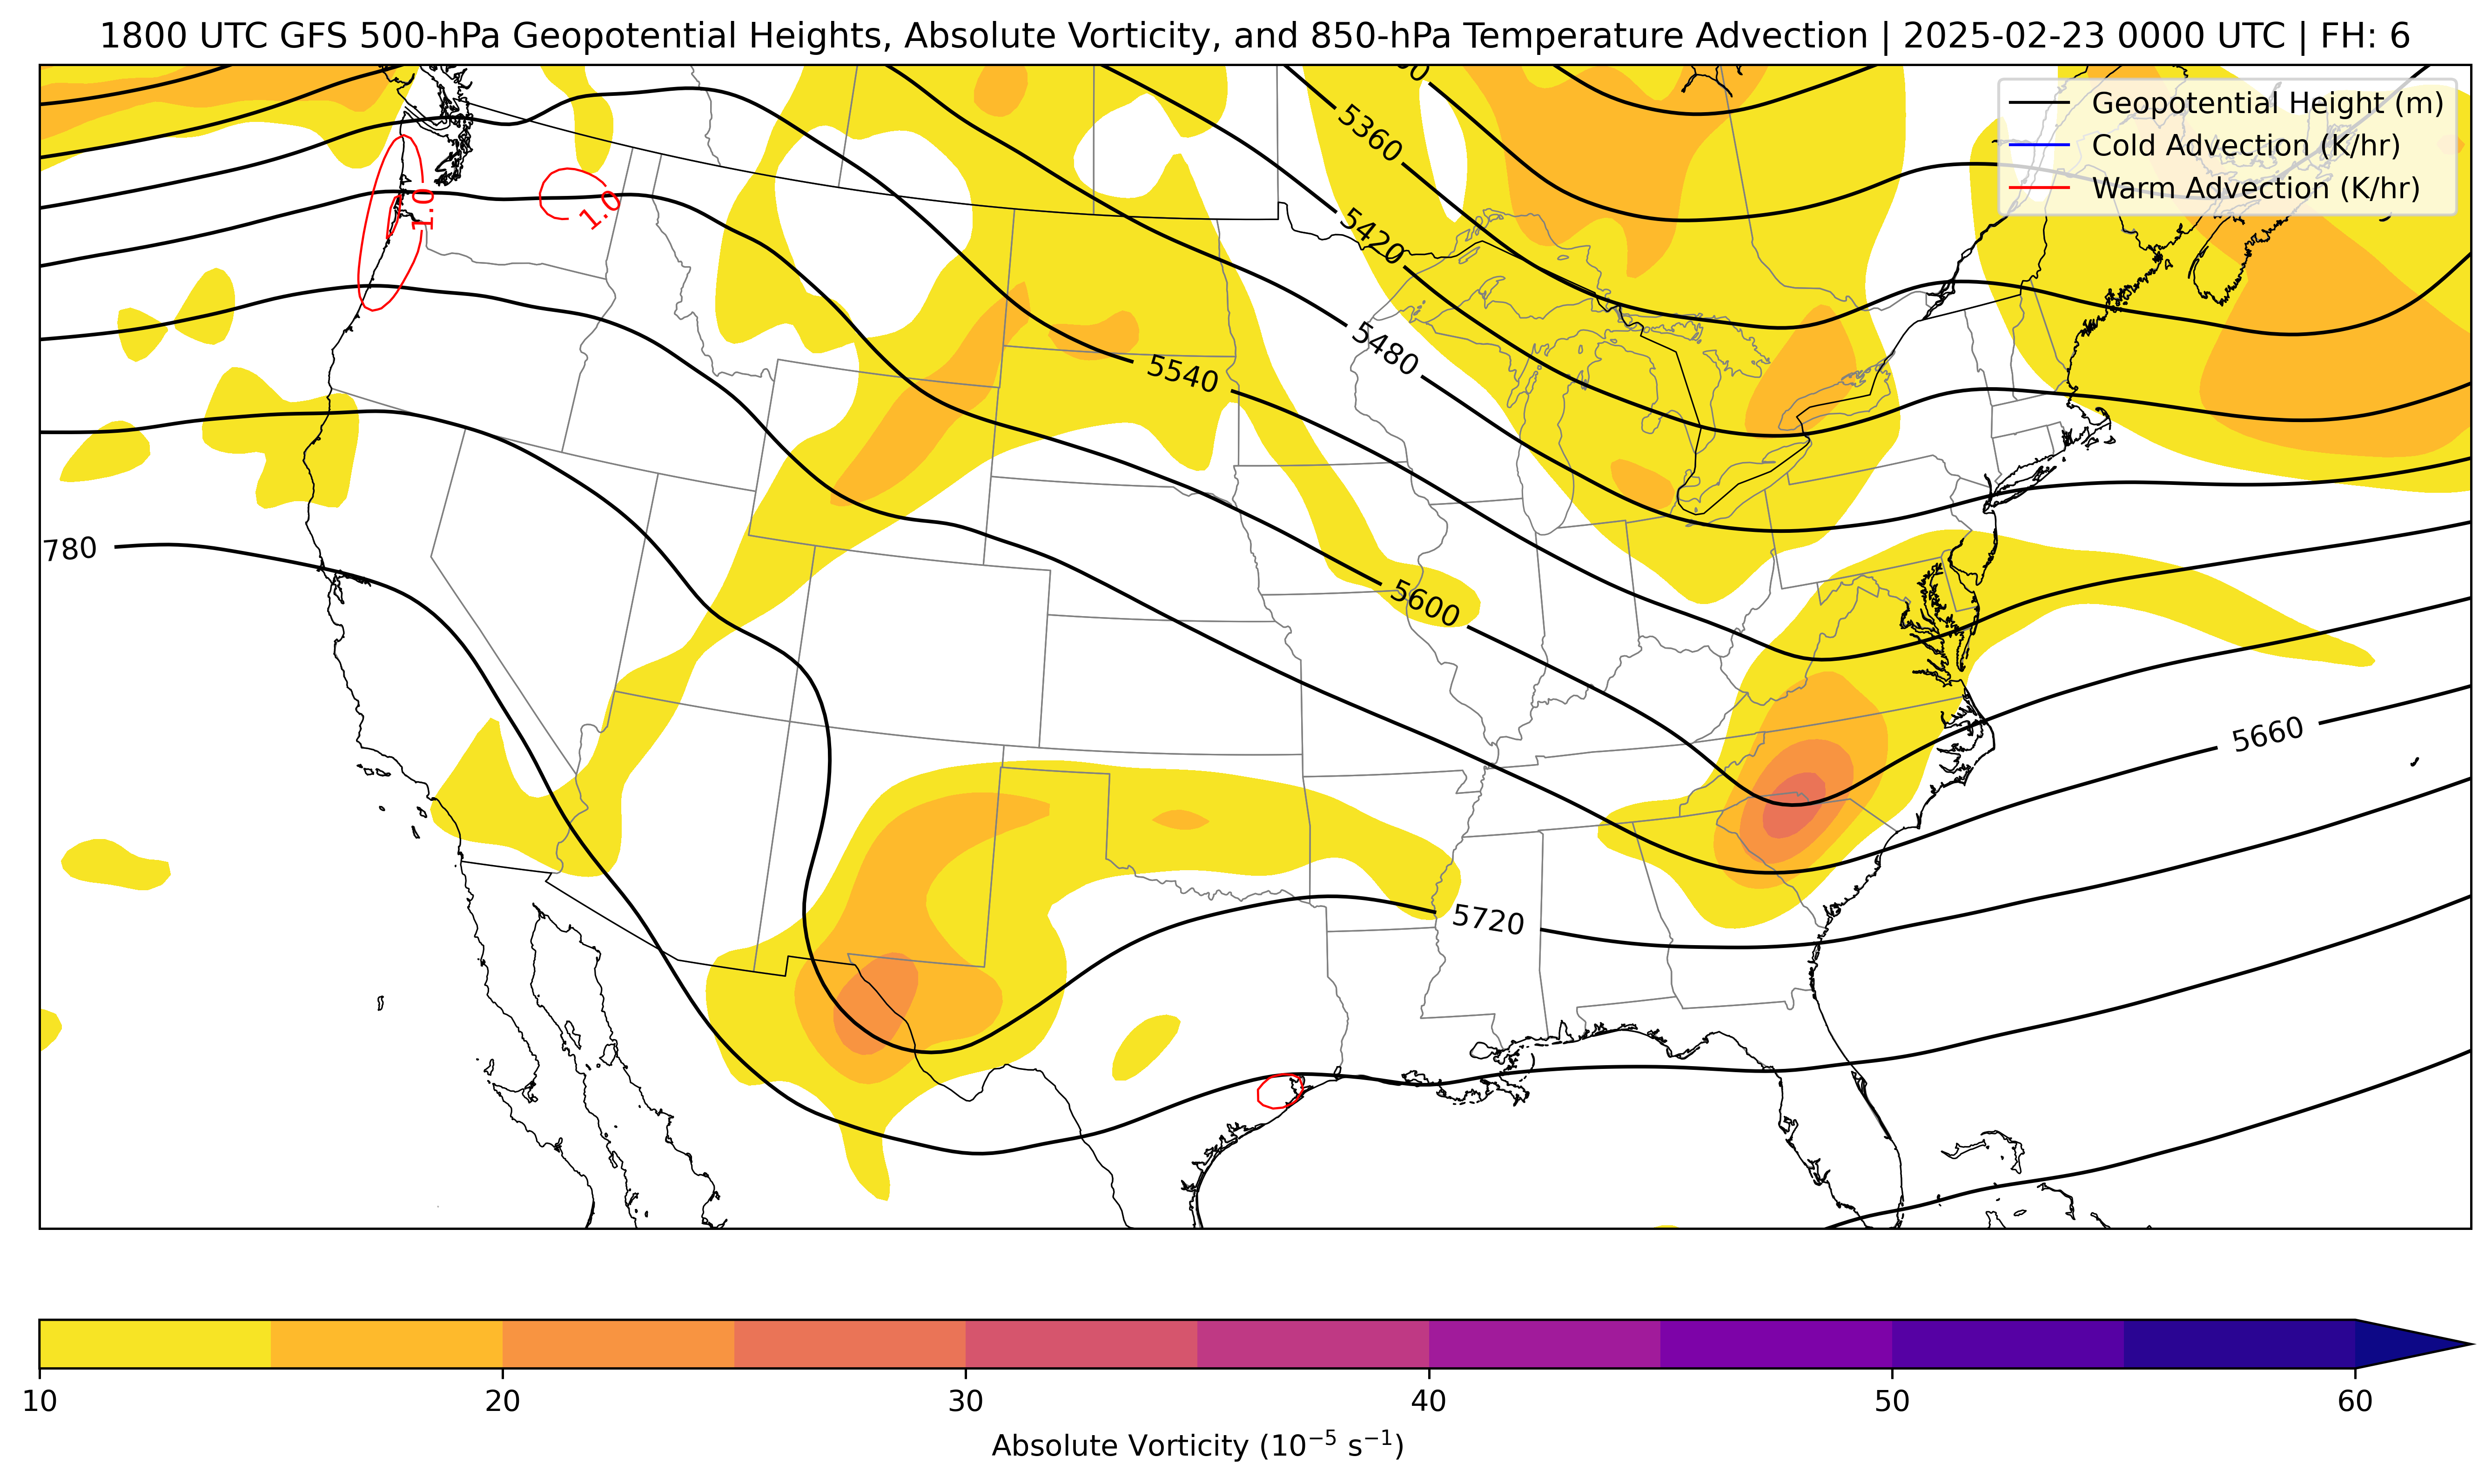 1800 UTC GFS 500-hPa Geopotential Heights, Absolute Vorticity, and 850-hPa Temperature Advection | 2025-02-23 0000 UTC | FH: 6
Geopotential Height (m)
Cold Advection (K/hr)
Warm Advection (K/hr)
5360
5420
5480
5540
5600
5660
5720
780
1.0
1.0
10 20 30 40 50 60
Absolute Vorticity (10⁻⁵ s⁻¹)